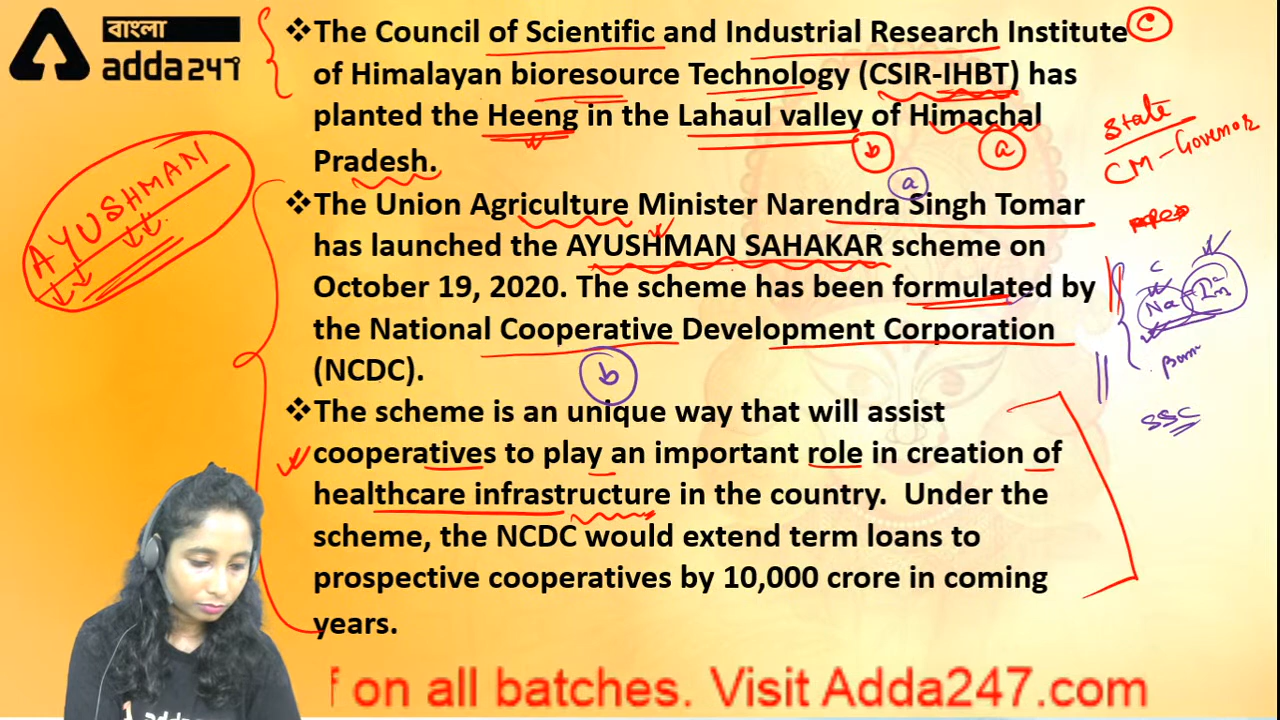 বাংলা
adda247
❖The Council of Scientific and Industrial Research Institute
of Himalayan bioresource Technology (CSIR-IHBT) has
planted the Heeng in the Lahaul valley of Himachal
Pradesh.
❖The Union Agriculture Minister Narendra Singh Tomar
has launched the AYUSHMAN SAHAKAR scheme on
October 19, 2020. The scheme has been formulated by
the National Cooperative Development Corporation
(NCDC).
❖The scheme is an unique way that will assist
cooperatives to play an important role in creation of
healthcare infrastructure in the country. Under the
scheme, the NCDC would extend term loans to
prospective cooperatives by 10,000 crore in coming
years.
C
b
a
a
b
AYUSHMAN
State
CM - Governor
C
Na
SSC
on all batches. Visit Adda247.com